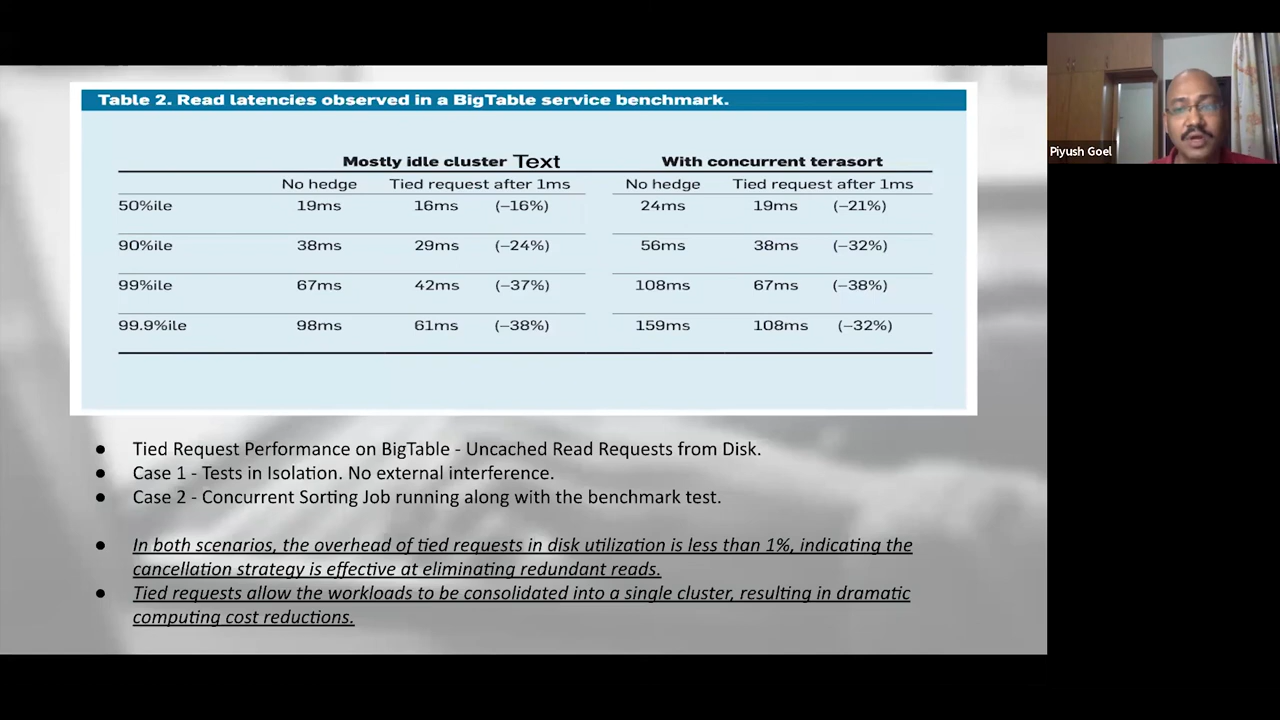 Table 2. Read latencies observed in a BigTable service benchmark.
Mostly idle cluster Text With concurrent terasort
No hedge Tied request after 1ms No hedge Tied request after 1ms
50%ile 19ms 16ms (–16%) 24ms 19ms (–21%)
90%ile 38ms 29ms (–24%) 56ms 38ms (–32%)
99%ile 67ms 42ms (–37%) 108ms 67ms (–38%)
99.9%ile 98ms 61ms (–38%) 159ms 108ms (–32%)
● Tied Request Performance on BigTable - Uncached Read Requests from Disk.
● Case 1 - Tests in Isolation. No external interference.
● Case 2 - Concurrent Sorting Job running along with the benchmark test.
● In both scenarios, the overhead of tied requests in disk utilization is less than 1%, indicating the
cancellation strategy is effective at eliminating redundant reads.
● Tied requests allow the workloads to be consolidated into a single cluster, resulting in dramatic
computing cost reductions.
Piyush Goel